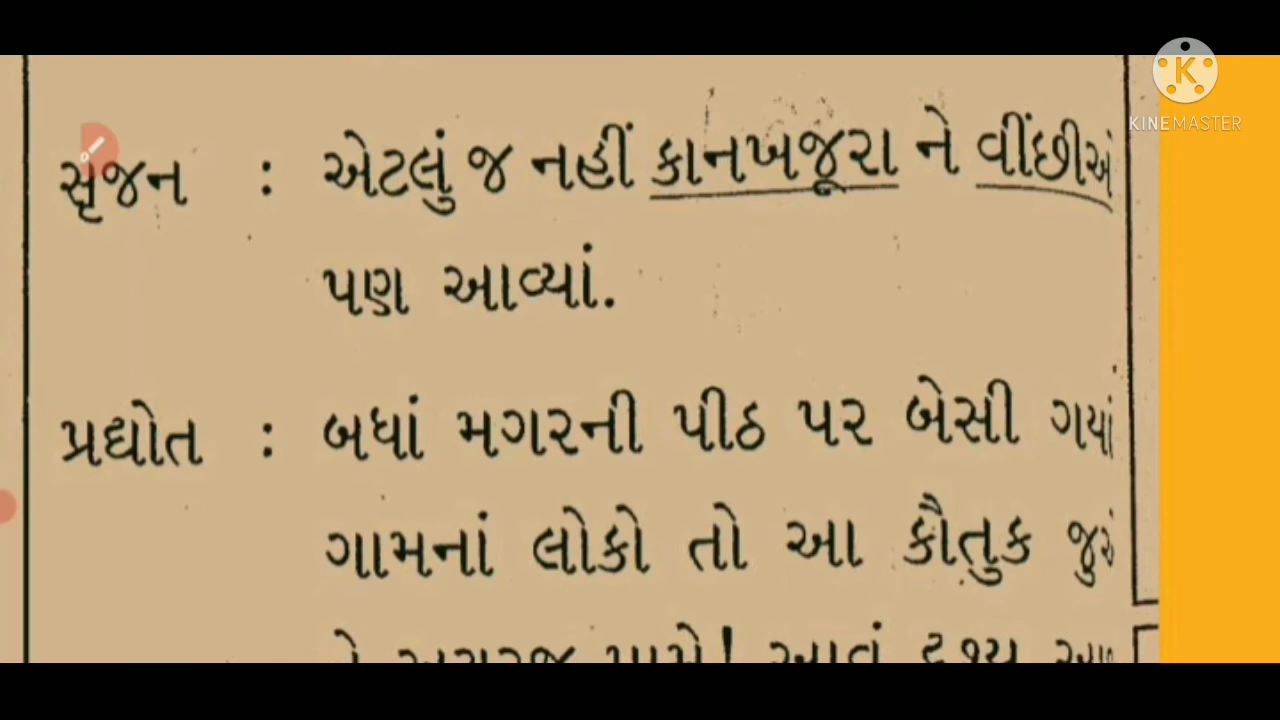 KINEMASTER
સૃજન : એટલું જ નહીં કાનખજૂરા ને વીંછીઓ
પણ આવ્યાં.
પ્રદ્યોત : બધાં મગરની પીઠ પર બેસી ગયાં
ગામનાં લોકો તો આ કૌતુક જુએ